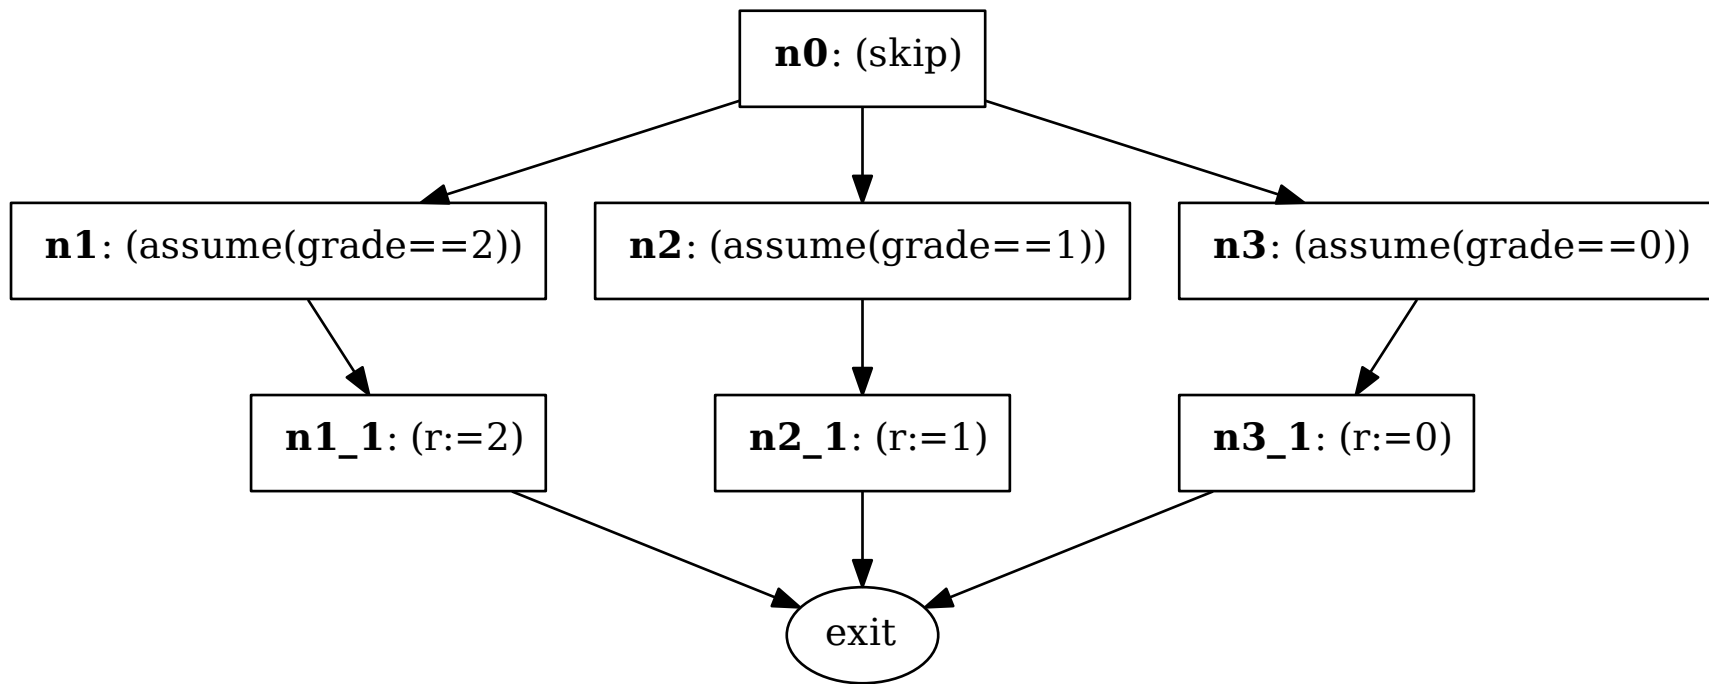 n0: (skip)
n1: (assume(grade==2))
n2: (assume(grade==1))
n3: (assume(grade==0))
n1_1: (r:=2)
n2_1: (r:=1)
n3_1: (r:=0)
exit